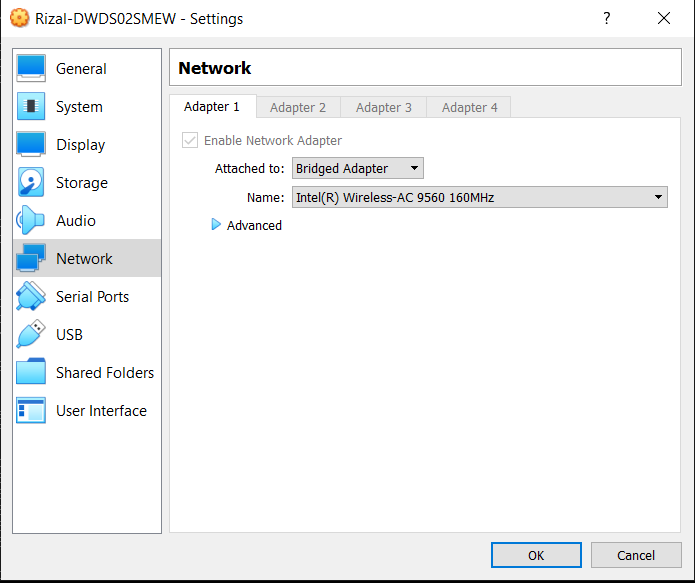 Rizal-DWDS02SMEW - Settings
?
General
System
Display
Storage
Audio
Network
Serial Ports
USB
Shared Folders
User Interface
Network
Adapter 1 Adapter 2 Adapter 3 Adapter 4
Enable Network Adapter
Attached to: Bridged Adapter
Name: Intel(R) Wireless-AC 9560 160MHz
Advanced
OK Cancel